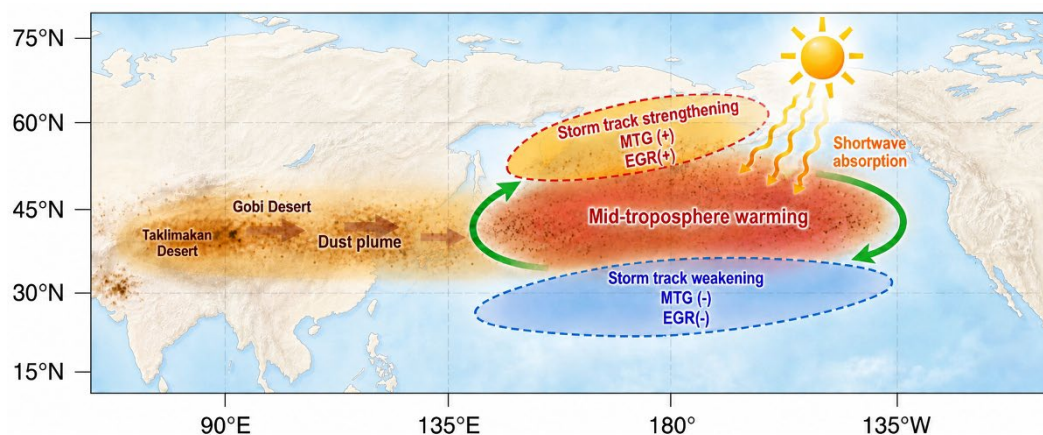 75°N
60°N
45°N
30°N
15°N
90°E
135°E
180°
135°W
Storm track strengthening
MTG (+)
EGR(+)
Shortwave
absorption
Gobi Desert
Taklimakan
Desert
Dust plume
Mid-troposphere warming
Storm track weakening
MTG (-)
EGR(-)